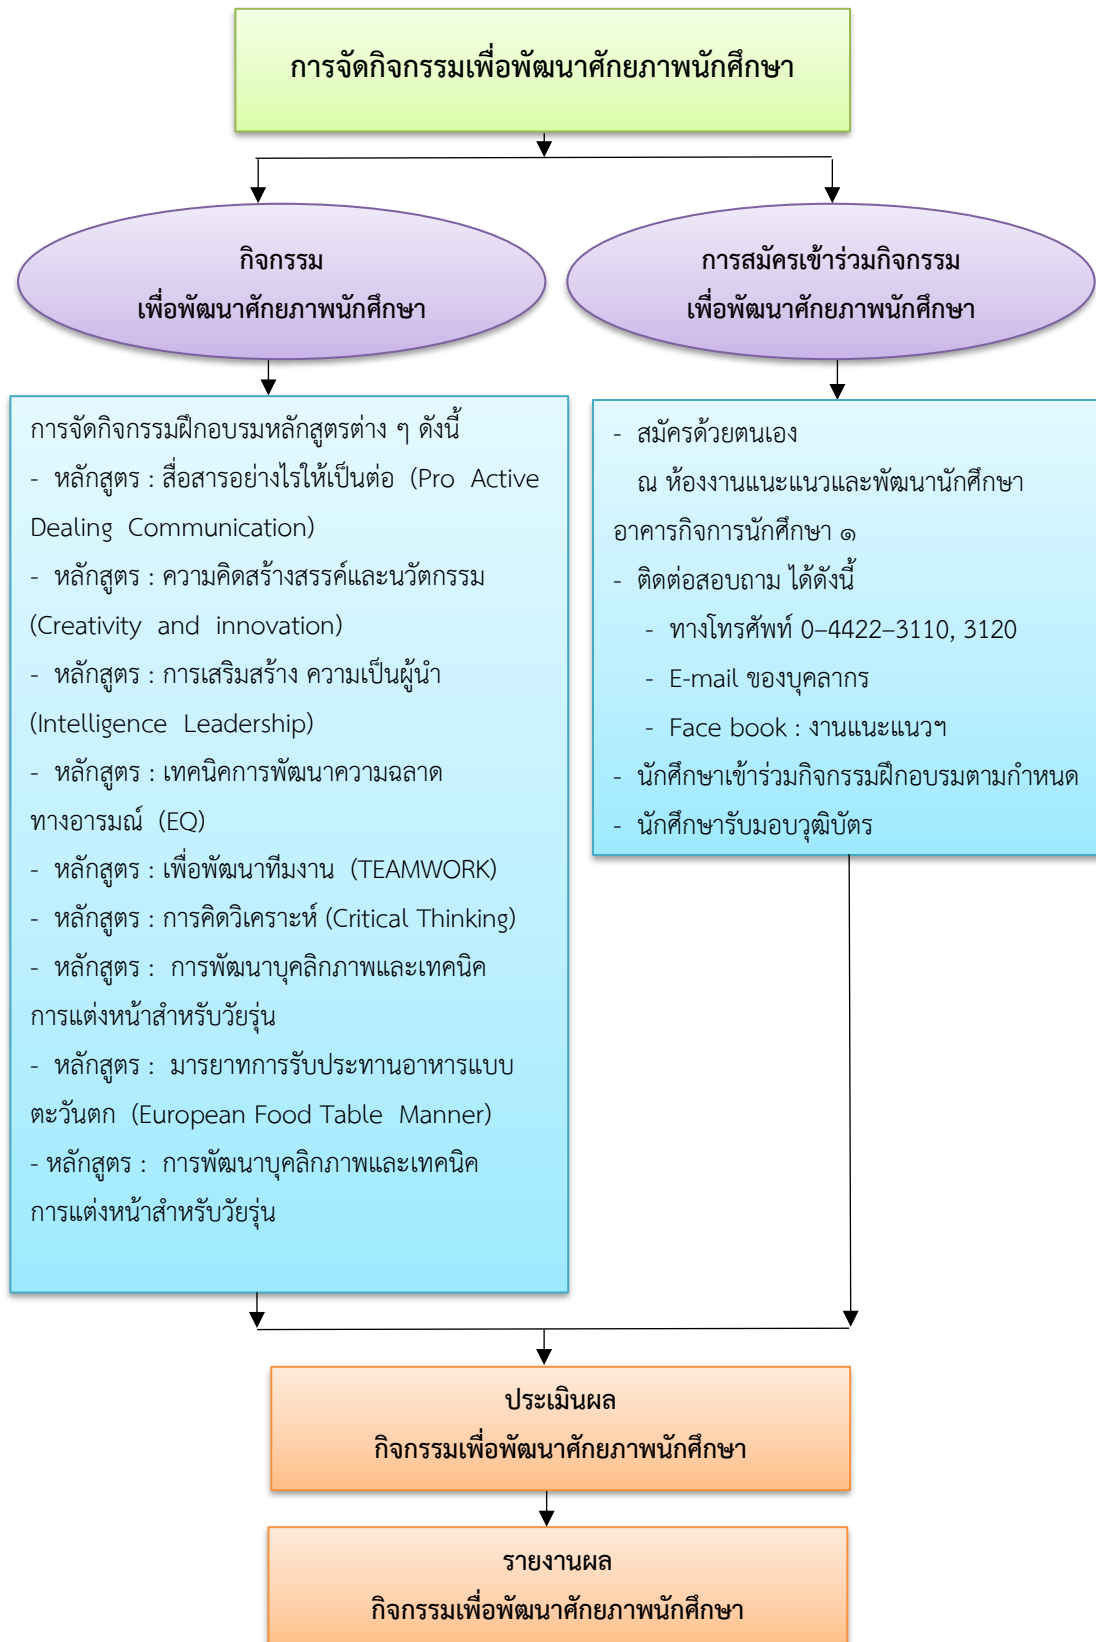 การจัดกิจกรรมเพื่อพัฒนาศักยภาพนักศึกษา
กิจกรรม
เพื่อพัฒนาศักยภาพนักศึกษา
การสมัครเข้าร่วมกิจกรรม
เพื่อพัฒนาศักยภาพนักศึกษา
การจัดกิจกรรมฝึกอบรมหลักสูตรต่าง ๆ ดังนี้
- หลักสูตร : สื่อสารอย่างไรให้เป็นต่อ (Pro Active
Dealing Communication)
- หลักสูตร : ความคิดสร้างสรรค์และนวัตกรรม
(Creativity and innovation)
- หลักสูตร : การเสริมสร้าง ความเป็นผู้นำ
(Intelligence Leadership)
- หลักสูตร : เทคนิคการพัฒนาความฉลาด
ทางอารมณ์ (EQ)
- หลักสูตร : เพื่อพัฒนาทีมงาน (TEAMWORK)
- หลักสูตร : การคิดวิเคราะห์ (Critical Thinking)
- หลักสูตร : การพัฒนาบุคลิกภาพและเทคนิค
การแต่งหน้าสำหรับวัยรุ่น
- หลักสูตร : มารยาทการรับประทานอาหารแบบ
ตะวันตก (European Food Table Manner)
- หลักสูตร : การพัฒนาบุคลิกภาพและเทคนิค
การแต่งหน้าสำหรับวัยรุ่น
- สมัครด้วยตนเอง
ณ ห้องงานแนะแนวและพัฒนานักศึกษา
อาคารกิจการนักศึกษา ๑
- ติดต่อสอบถาม ได้ดังนี้
- ทางโทรศัพท์ 0–4422–3110, 3120
- E-mail ของบุคลากร
- Face book : งานแนะแนวฯ
- นักศึกษาเข้าร่วมกิจกรรมฝึกอบรมตามกำหนด
- นักศึกษารับมอบวุฒิบัตร
ประเมินผล
กิจกรรมเพื่อพัฒนาศักยภาพนักศึกษา
รายงานผล
กิจกรรมเพื่อพัฒนาศักยภาพนักศึกษา